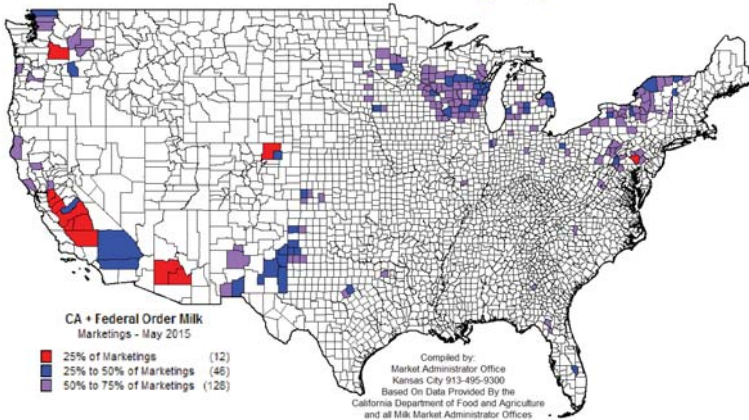 CA + Federal Order Milk
Marketings - May 2015
25% of Marketings (12)
25% to 50% of Marketings (46)
50% to 75% of Marketings (128)
Compiled by:
Market Administrator Office
Kansas City 913-495-9300
Based On Data Provided By the
California Department of Food and Agriculture
and all Milk Market Administrator Offices